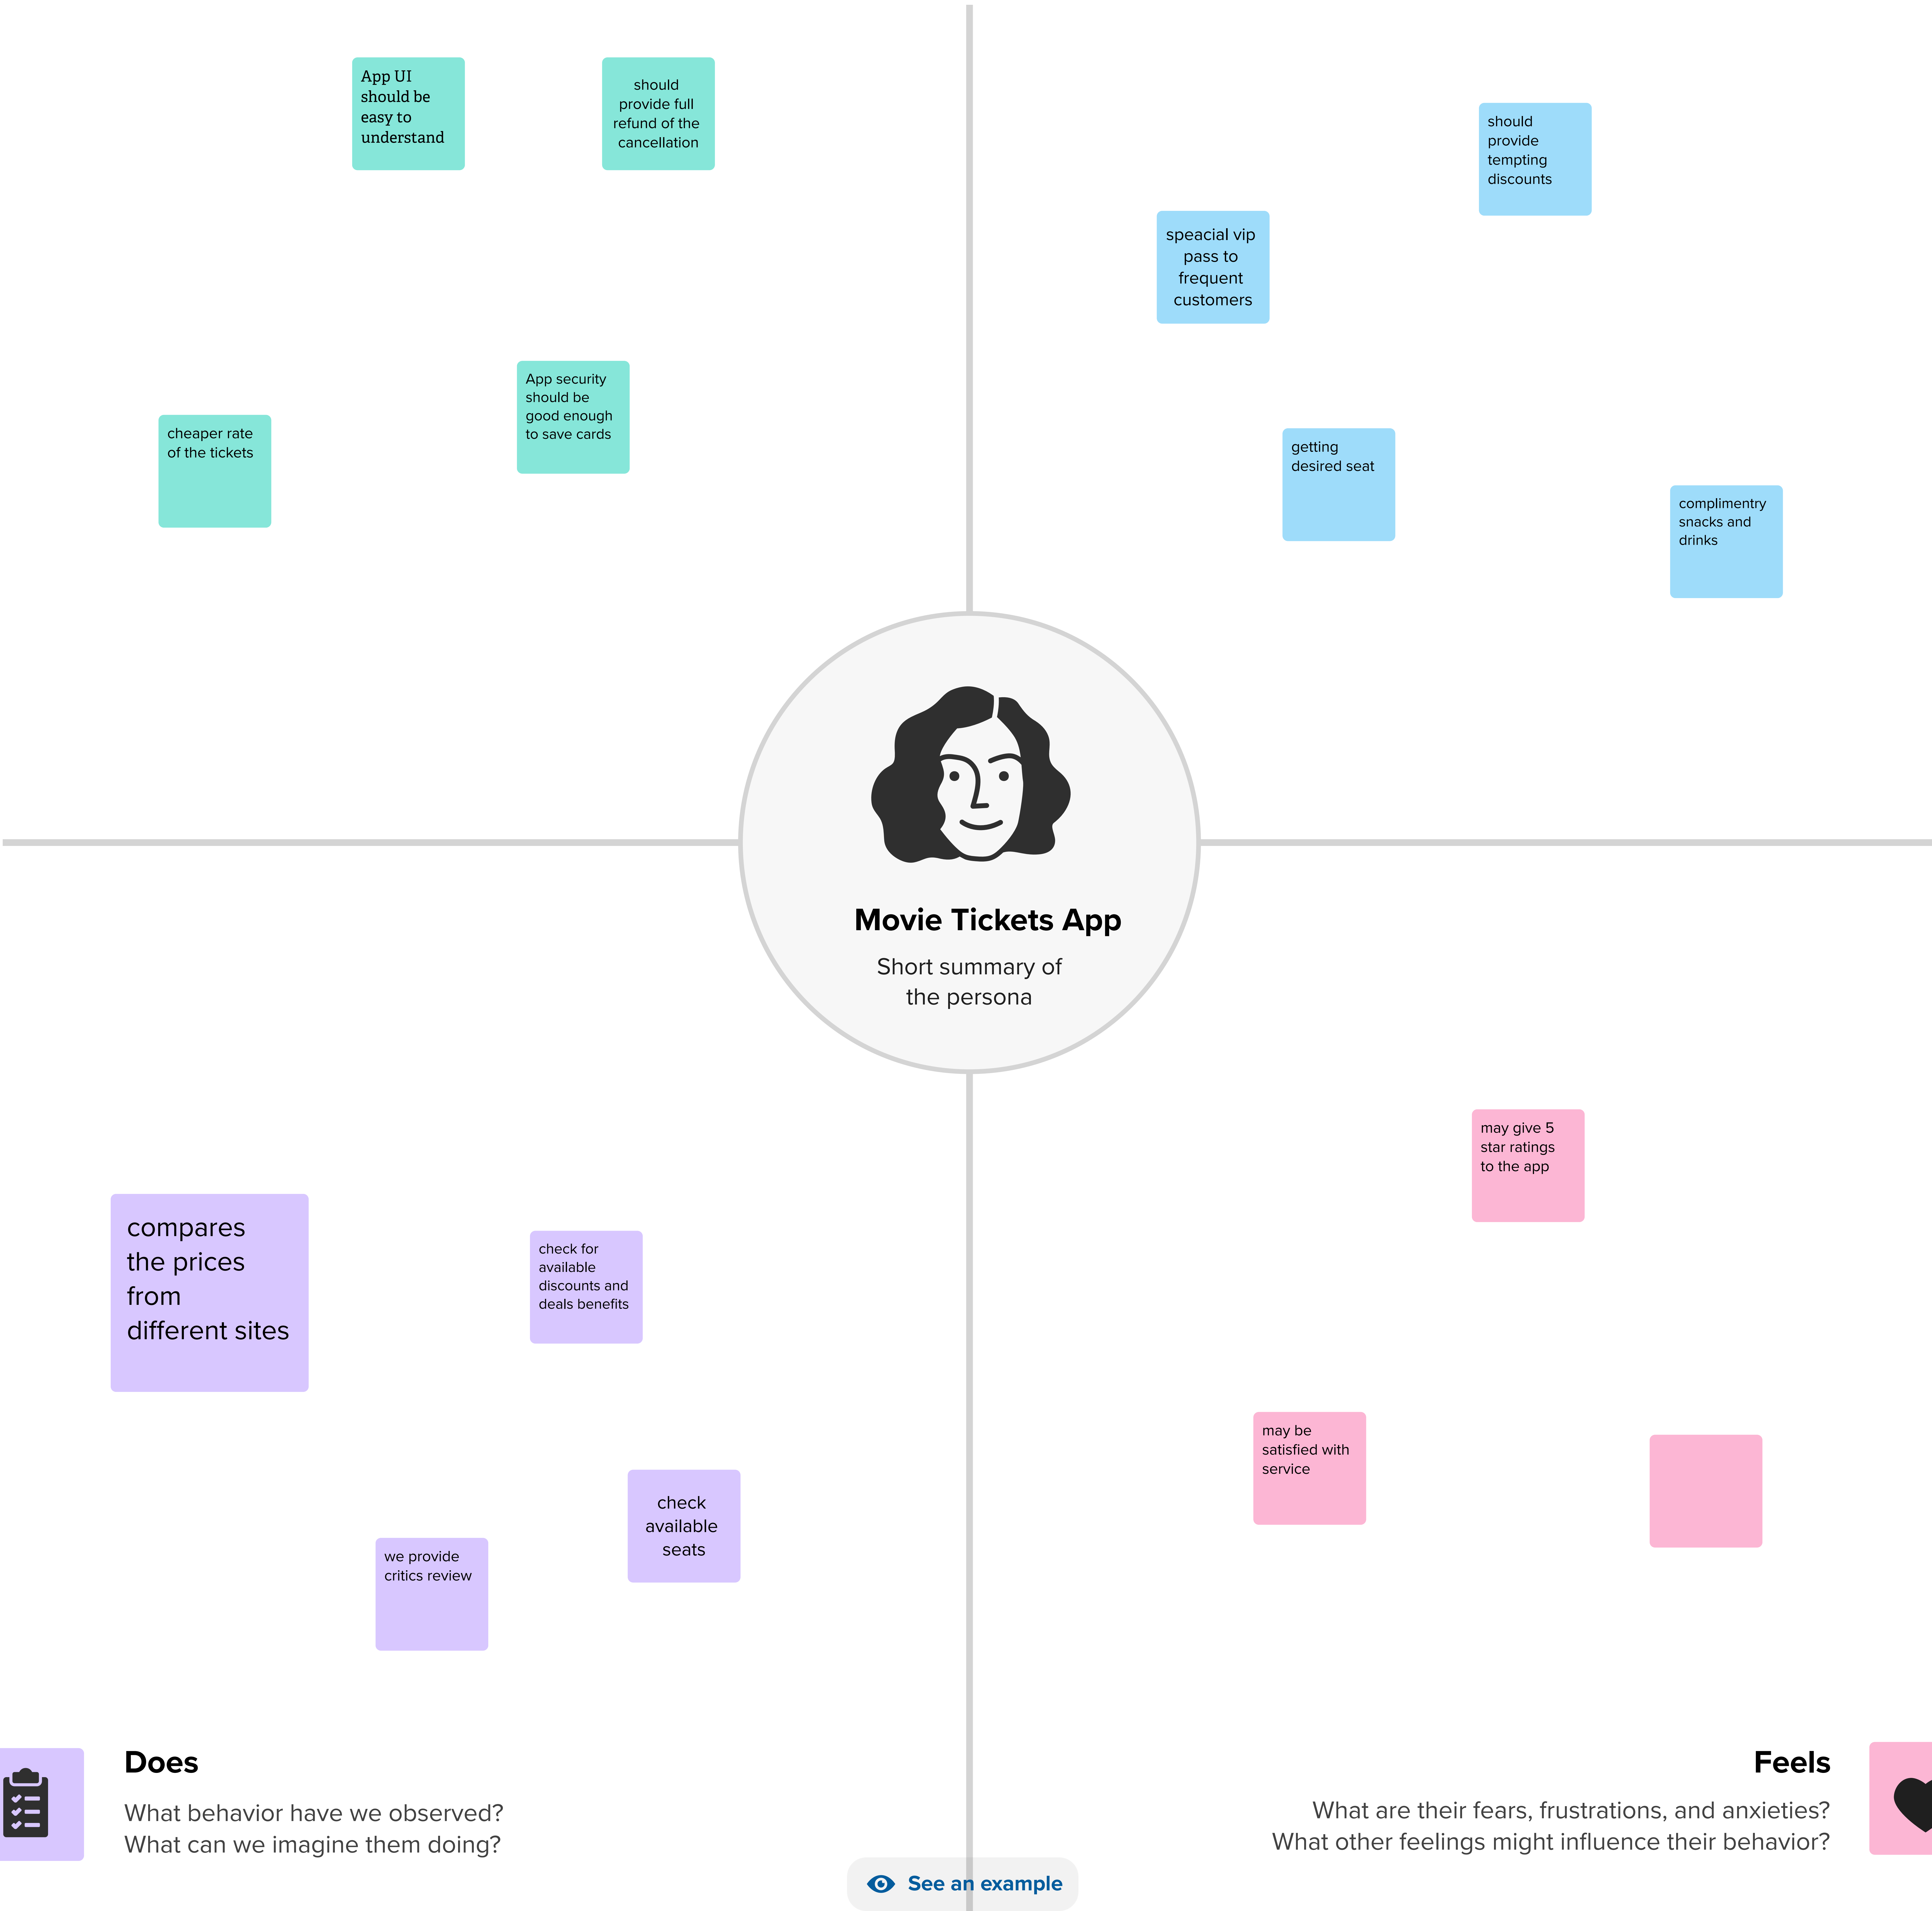 App UI
should be
easy to
understand
should
provide full
refund of the
cancellation
cheaper rate
of the tickets
App security
should be
good enough
to save cards
should
provide
tempting
discounts
speacial vip
pass to
frequent
customers
getting
desired seat
complimentry
snacks and
drinks
Movie Tickets App
Short summary of
the persona
compares
the prices
from
different sites
check for
available
discounts and
deals benefits
we provide
critics review
check
available
seats
may give 5
star ratings
to the app
may be
satisfied with
service
Does
What behavior have we observed?
What can we imagine them doing?
Feels
What are their fears, frustrations, and anxieties?
What other feelings might influence their behavior?
See an example